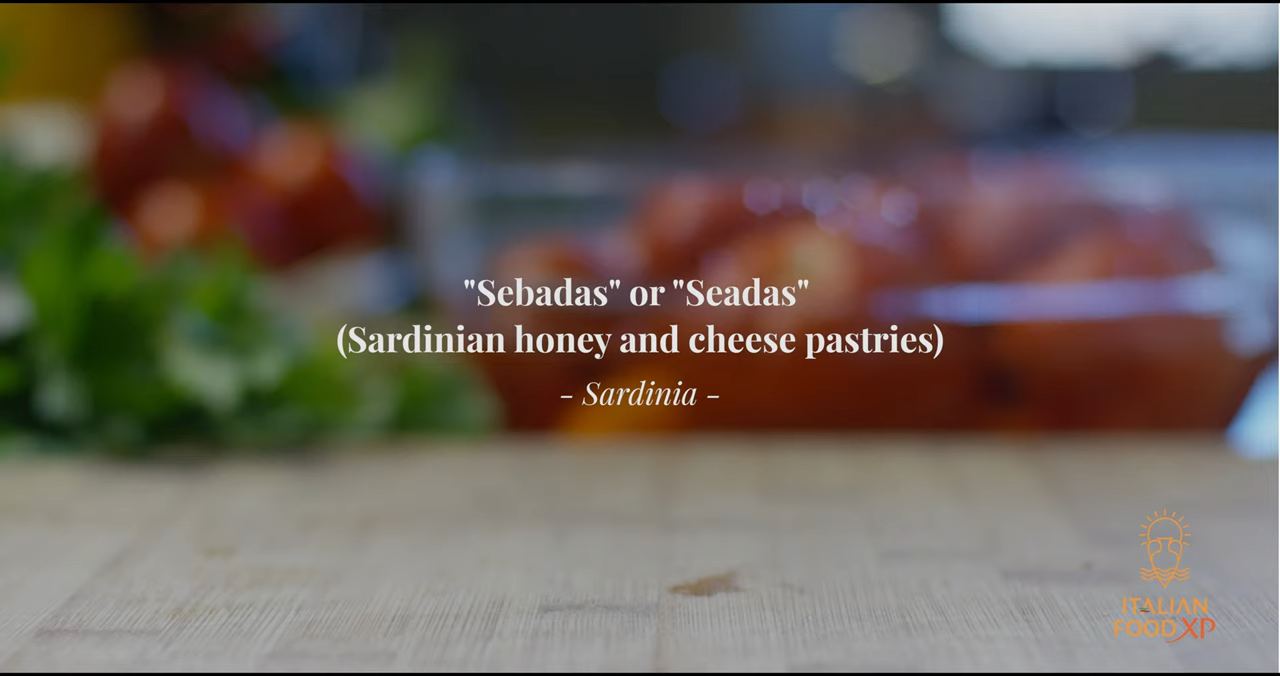 "Sebadas" or "Seadas"
(Sardinian honey and cheese pastries)
- Sardinia -
ITALIAN
FOOD XP